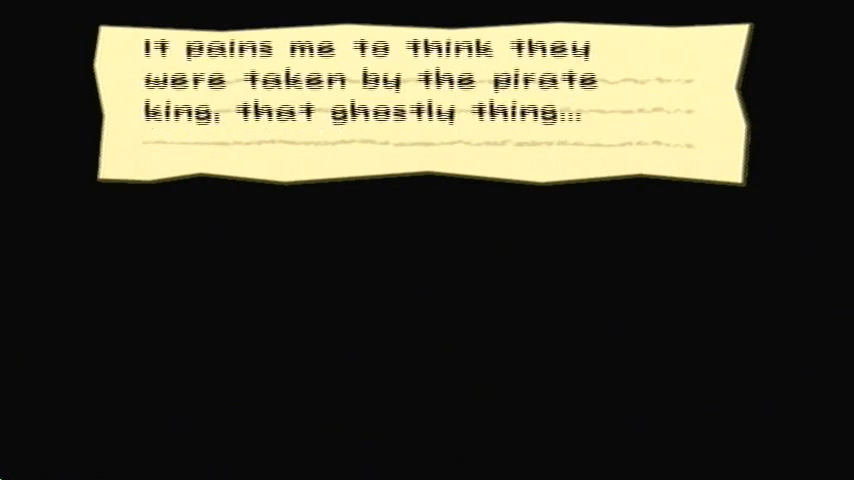 It pains me to think they
were taken by the pirate
king, that ghostly thing...